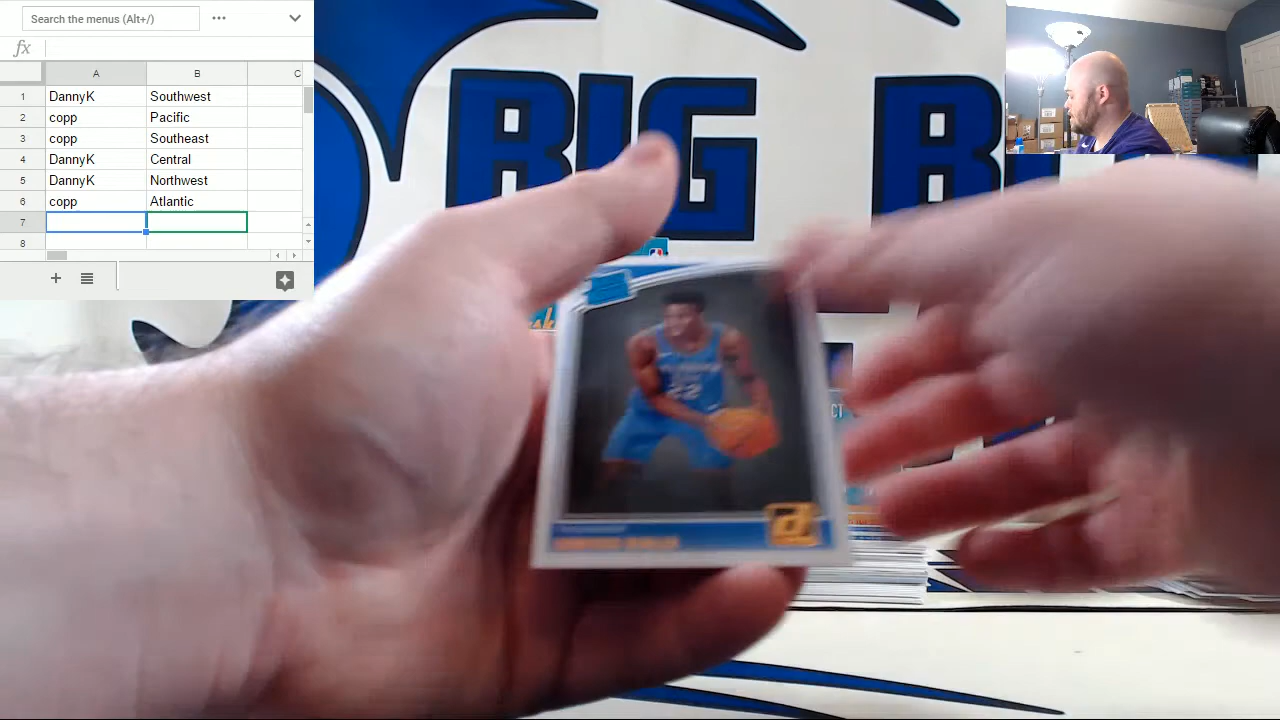 Search the menus (Alt+/)
fx
A B C
1 DannyK Southwest
2 copp Pacific
3 copp Southeast
4 DannyK Central
5 DannyK Northwest
6 copp Atlantic
7
8
BIG B
22